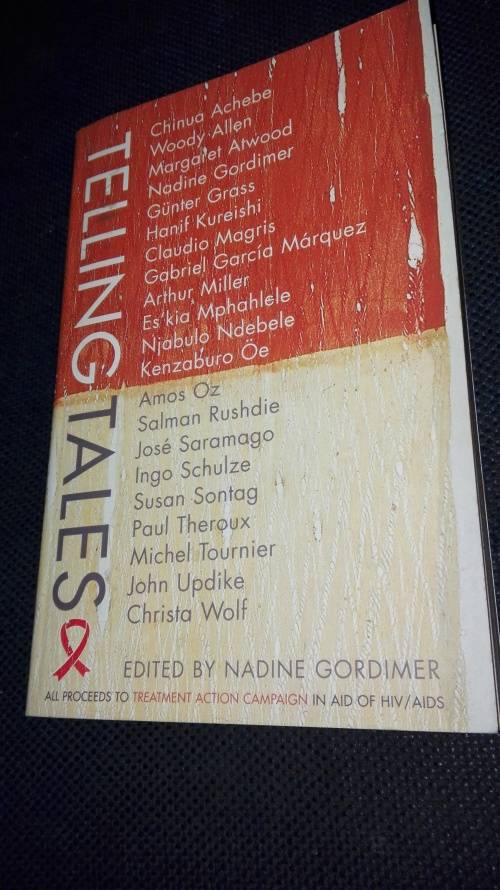 TELLING TALES
Chinua Achebe
Woody Allen
Margaret Atwood
Nadine Gordimer
Günter Grass
Hanif Kureishi
Claudio Magris
Gabriel García Márquez
Arthur Miller
Es'kia Mphahlele
Njabulo Ndebele
Kenzaburo Öe
Amos Oz
Salman Rushdie
José Saramago
Ingo Schulze
Susan Sontag
Paul Theroux
Michel Tournier
John Updike
Christa Wolf
EDITED BY NADINE GORDIMER
ALL PROCEEDS TO TREATMENT ACTION CAMPAIGN IN AID OF HIV/AIDS